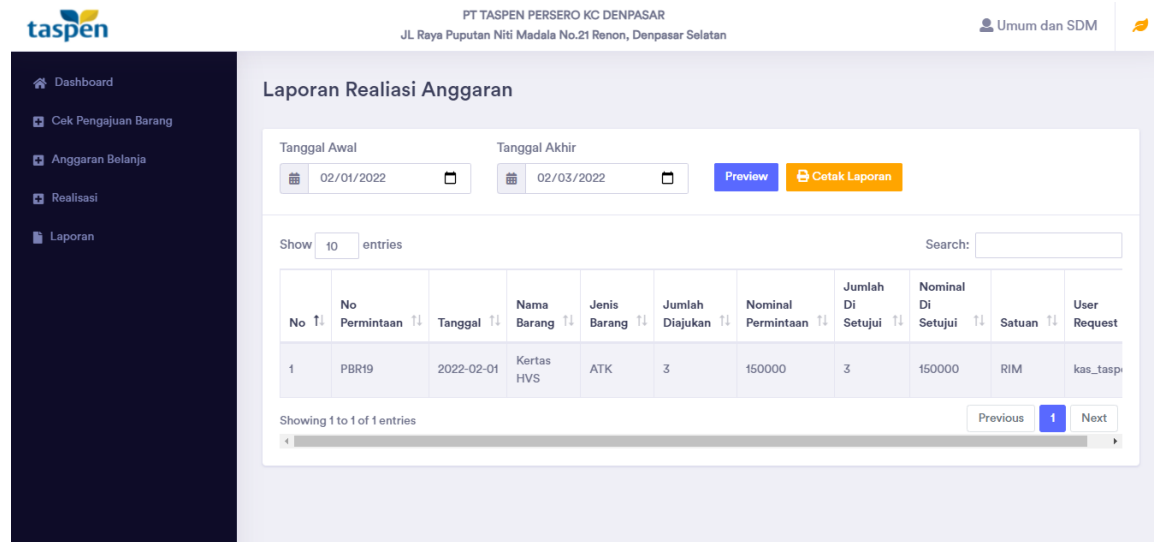 taspen
PT TASPEN PERSERO KC DENPASAR
JL Raya Puputan Niti Madala No.21 Renon, Denpasar Selatan
Umum dan SDM
Dashboard
Cek Pengajuan Barang
Anggaran Belanja
Realisasi
Laporan
Laporan Realiasi Anggaran
Tanggal Awal Tanggal Akhir
02/01/2022 02/03/2022 Preview Cetak Laporan
Show 10 entries Search:
No No Permintaan Tanggal Nama Barang Jenis Barang Jumlah Diajukan Nominal Permintaan Jumlah Di Setujui Nominal Di Setujui Satuan User Request
1 PBR19 2022-02-01 Kertas HVS ATK 3 150000 3 150000 RIM
Showing 1 to 1 of 1 entries Previous 1 Next